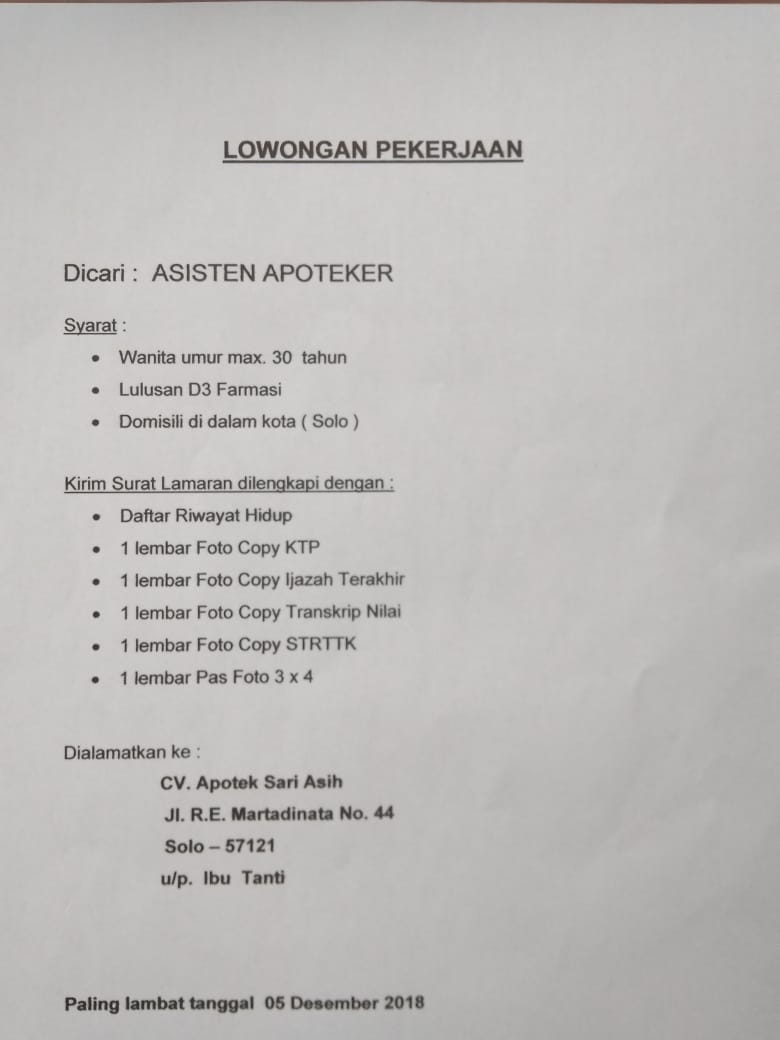 LOWONGAN PEKERJAAN
Dicari : ASISTEN APOTEKER
Syarat :
• Wanita umur max. 30 tahun
• Lulusan D3 Farmasi
• Domisili di dalam kota ( Solo )
Kirim Surat Lamaran dilengkapi dengan :
• Daftar Riwayat Hidup
• 1 lembar Foto Copy KTP
• 1 lembar Foto Copy Ijazah Terakhir
• 1 lembar Foto Copy Transkrip Nilai
• 1 lembar Foto Copy STRTTK
• 1 lembar Pas Foto 3 x 4
Dialamatkan ke :
CV. Apotek Sari Asih
Jl. R.E. Martadinata No. 44
Solo – 57121
u/p. Ibu Tanti
Paling lambat tanggal 05 Desember 2018